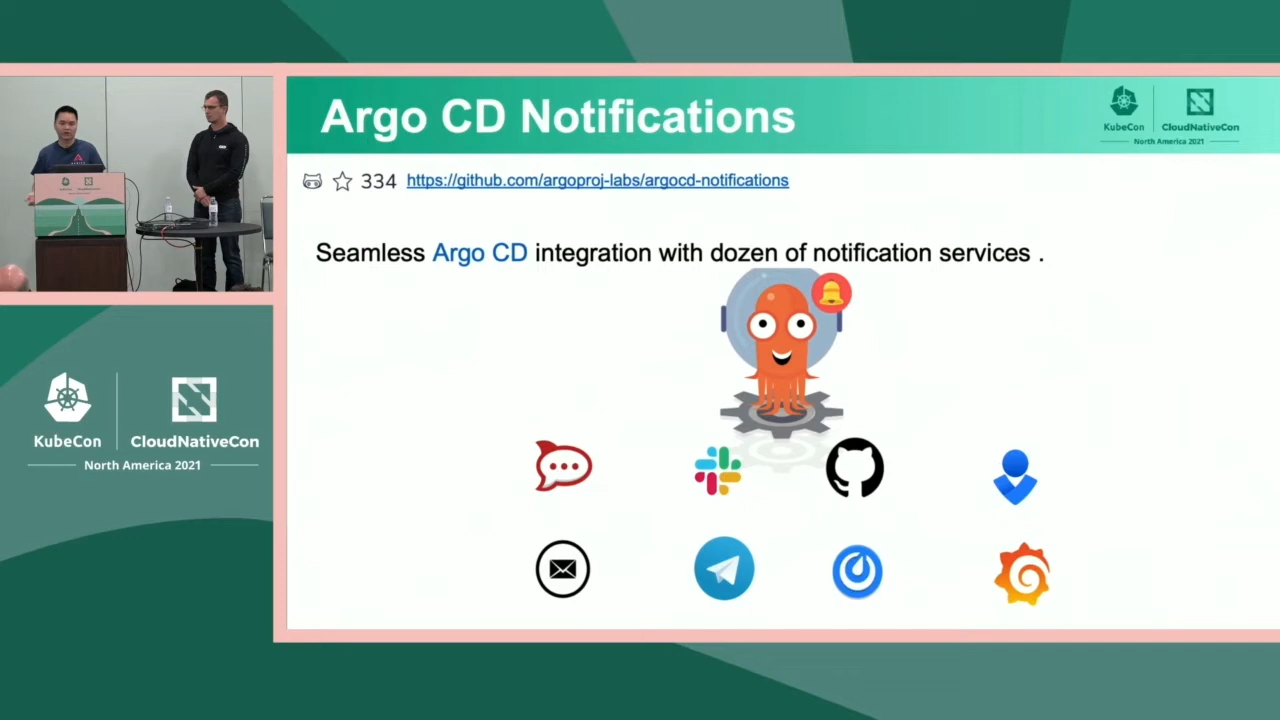 Argo CD Notifications
KubeCon
CloudNativeCon
North America 2021
334 https://github.com/argoproj-labs/argocd-notifications
Seamless Argo CD integration with dozen of notification services .
KubeCon
CloudNativeCon
North America 2021